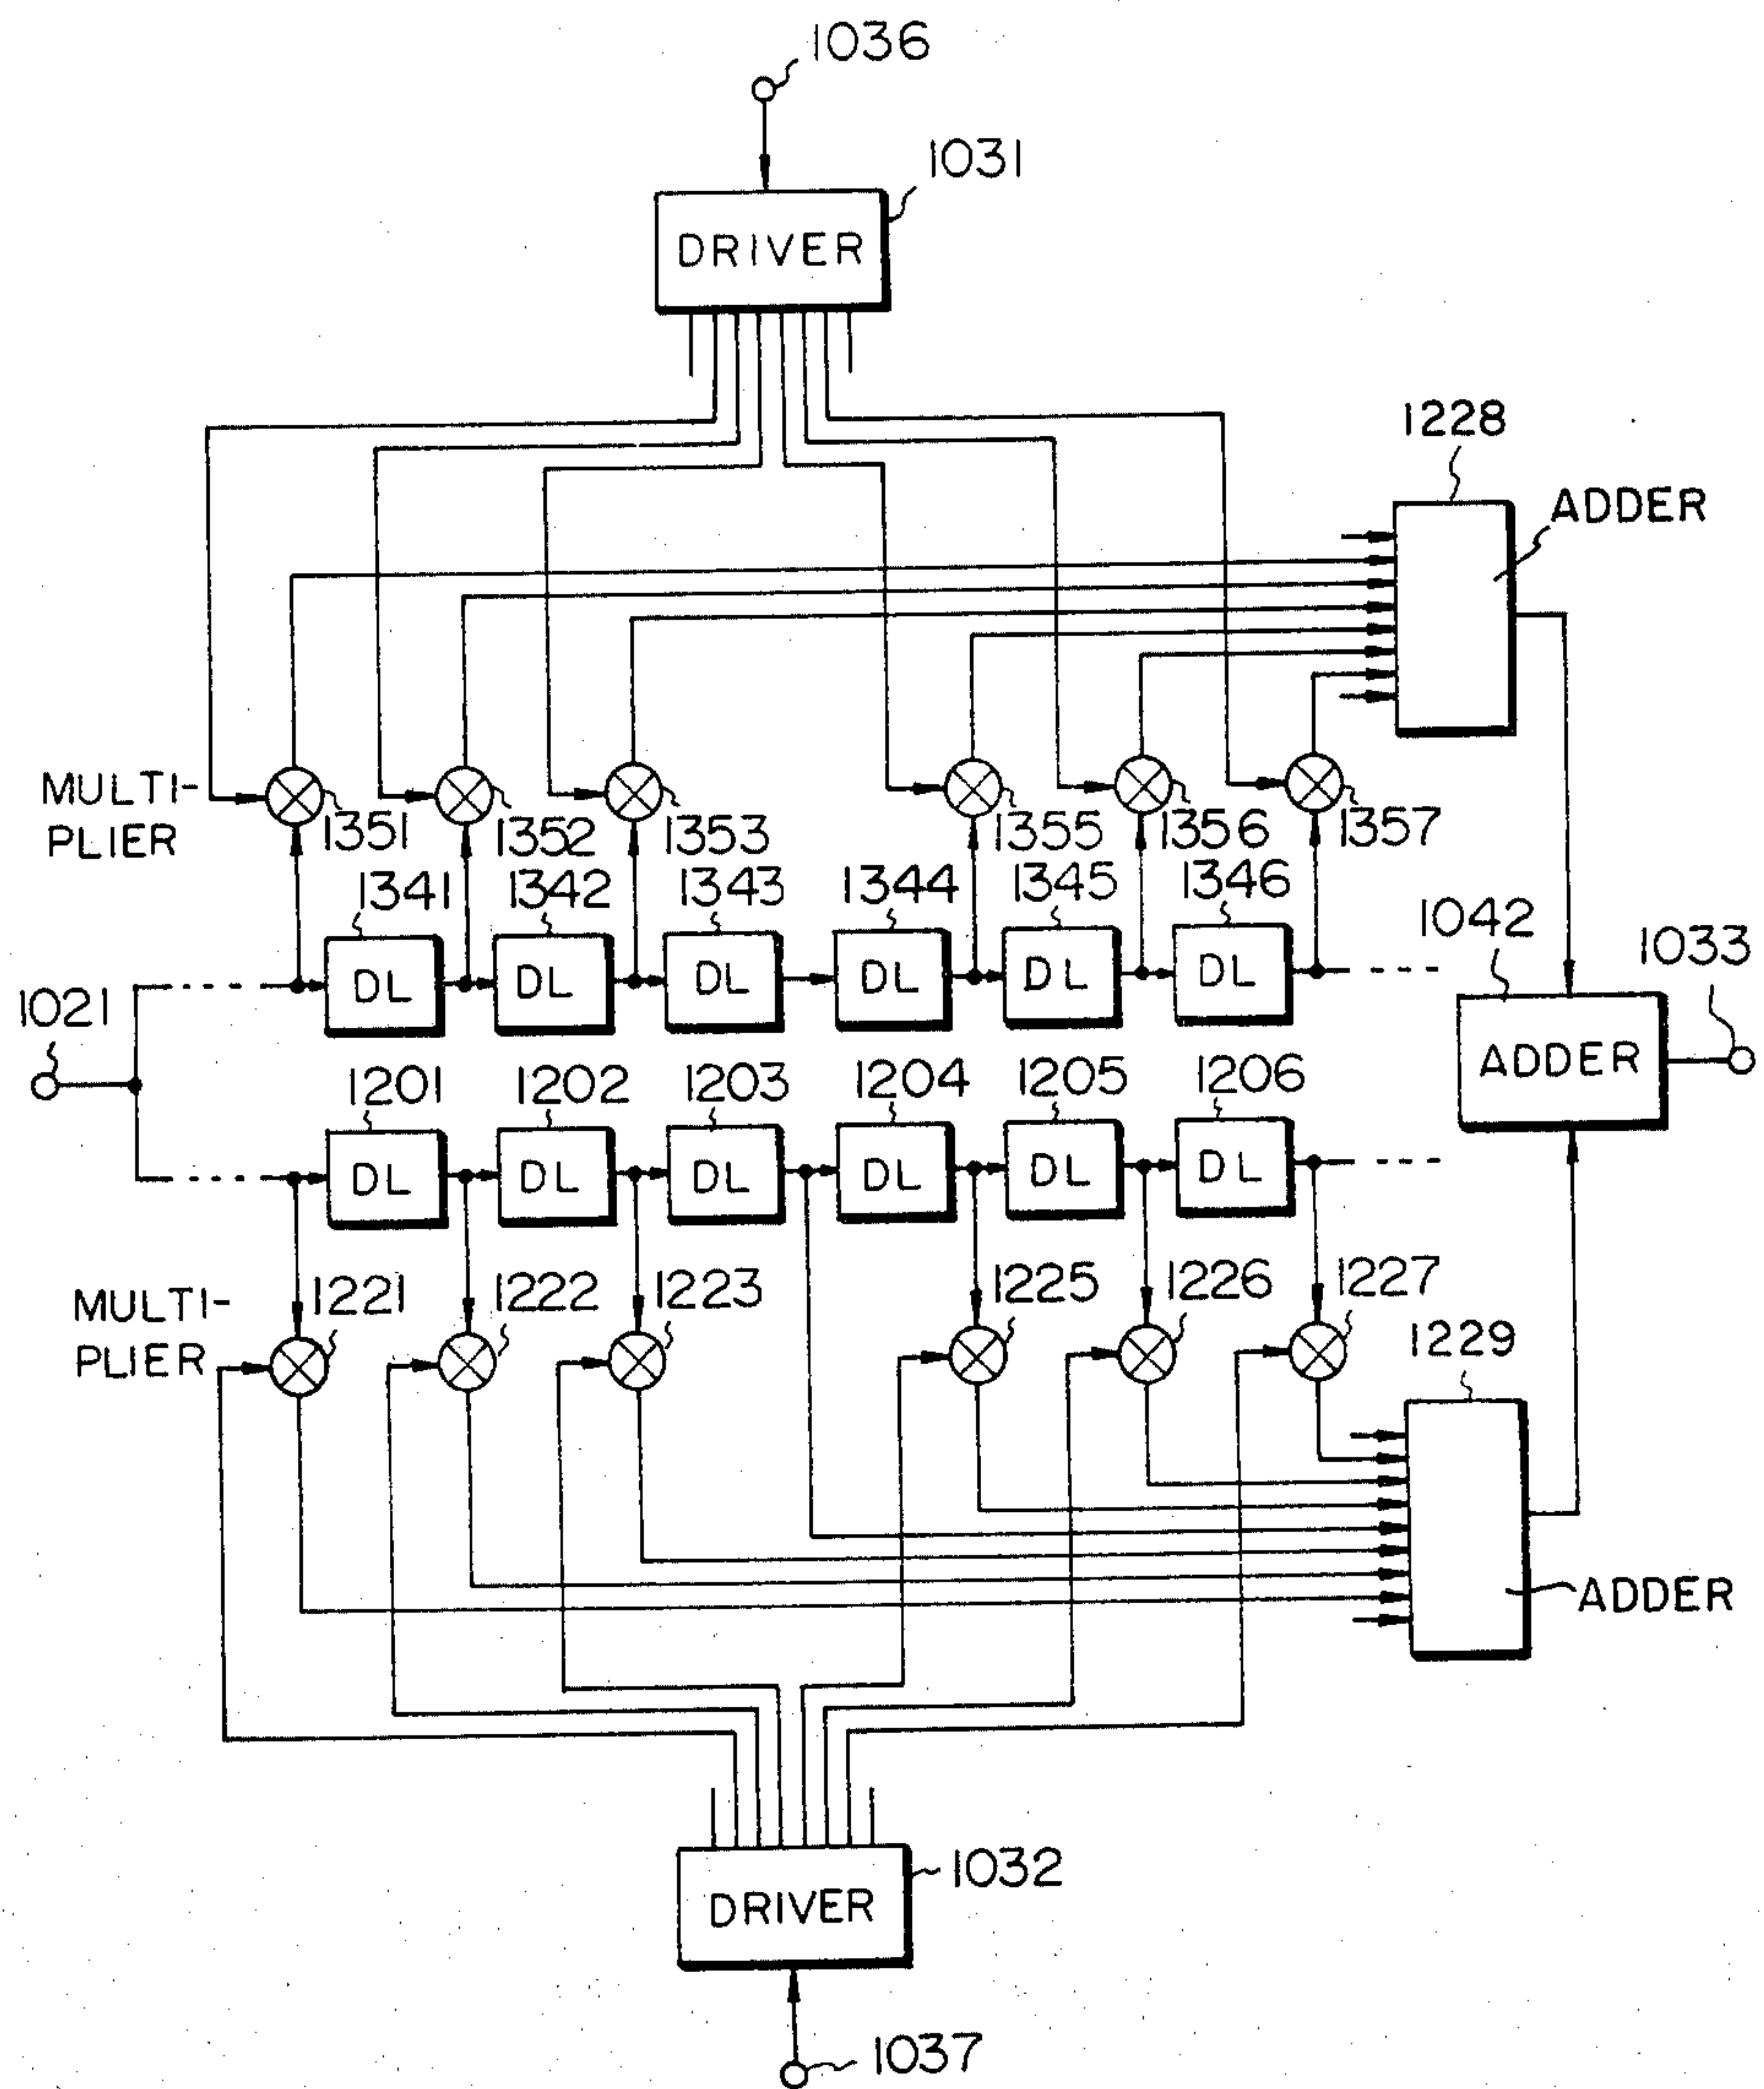 1036
1031
DRIVER
1228
ADDER
MULTI-
PLIER
1351
1352
1353
1355
1356
1357
1341
1342
1343
1344
1345
1346
DL
DL
DL
DL
DL
DL
1042
1033
ADDER
1021
1201
1202
1203
1204
1205
1206
DL
DL
DL
DL
DL
DL
MULTI-
PLIER
1221
1222
1223
1225
1226
1227
1229
ADDER
1032
DRIVER
1037